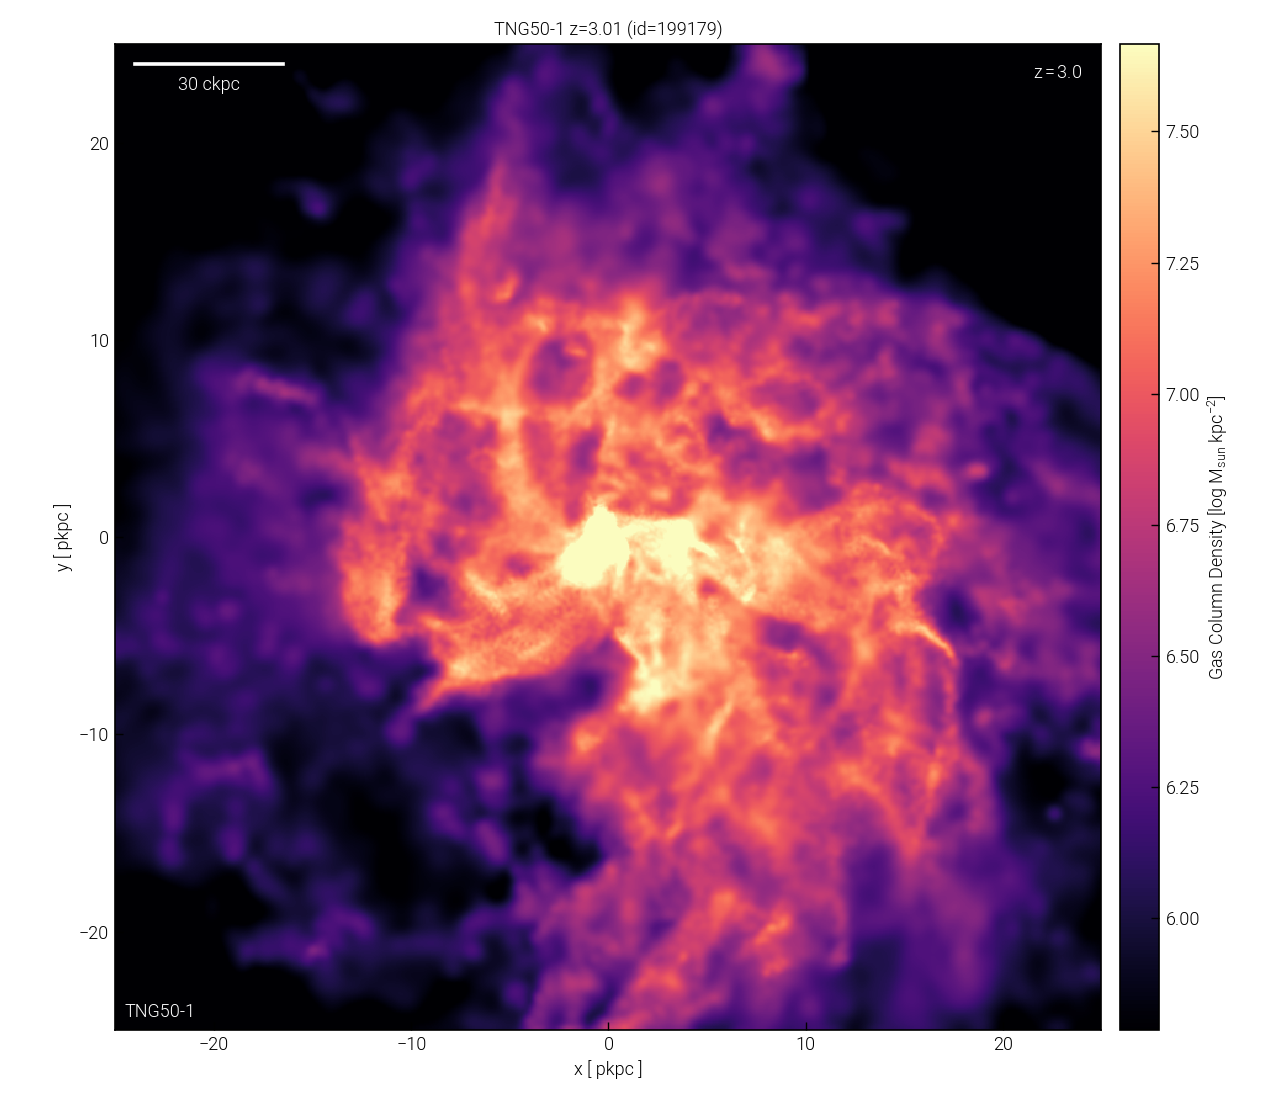 TNG50-1 z=3.01 (id=199179)
30 ckpc
z=3.0
20
10
0
−10
−20
y [ pkpc ]
TNG50-1
−20
−10
0
10
20
x [ pkpc ]
7.50
7.25
7.00
6.75
6.50
6.25
6.00
Gas Column Density [log M_sun kpc⁻²]